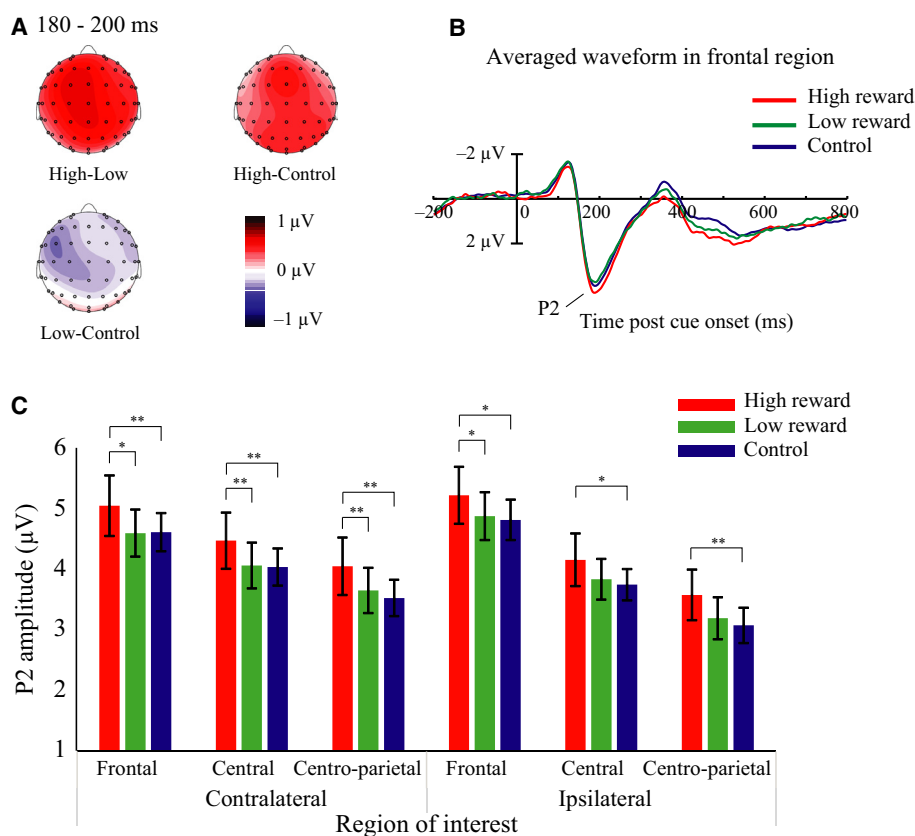 A 180 - 200 ms
High-Low
High-Control
Low-Control
1 µV
0 µV
–1 µV
B
Averaged waveform in frontal region
High reward
Low reward
Control
–2 µV
–200 0 200 400 600 800
2 µV
P2
Time post cue onset (ms)
C
High reward
Low reward
Control
** * ** ** ** ** * * * **
P2 amplitude (µV)
6
5
4
3
2
1
Frontal Central Centro-parietal Frontal Central Centro-parietal
Contralateral Ipsilateral
Region of interest